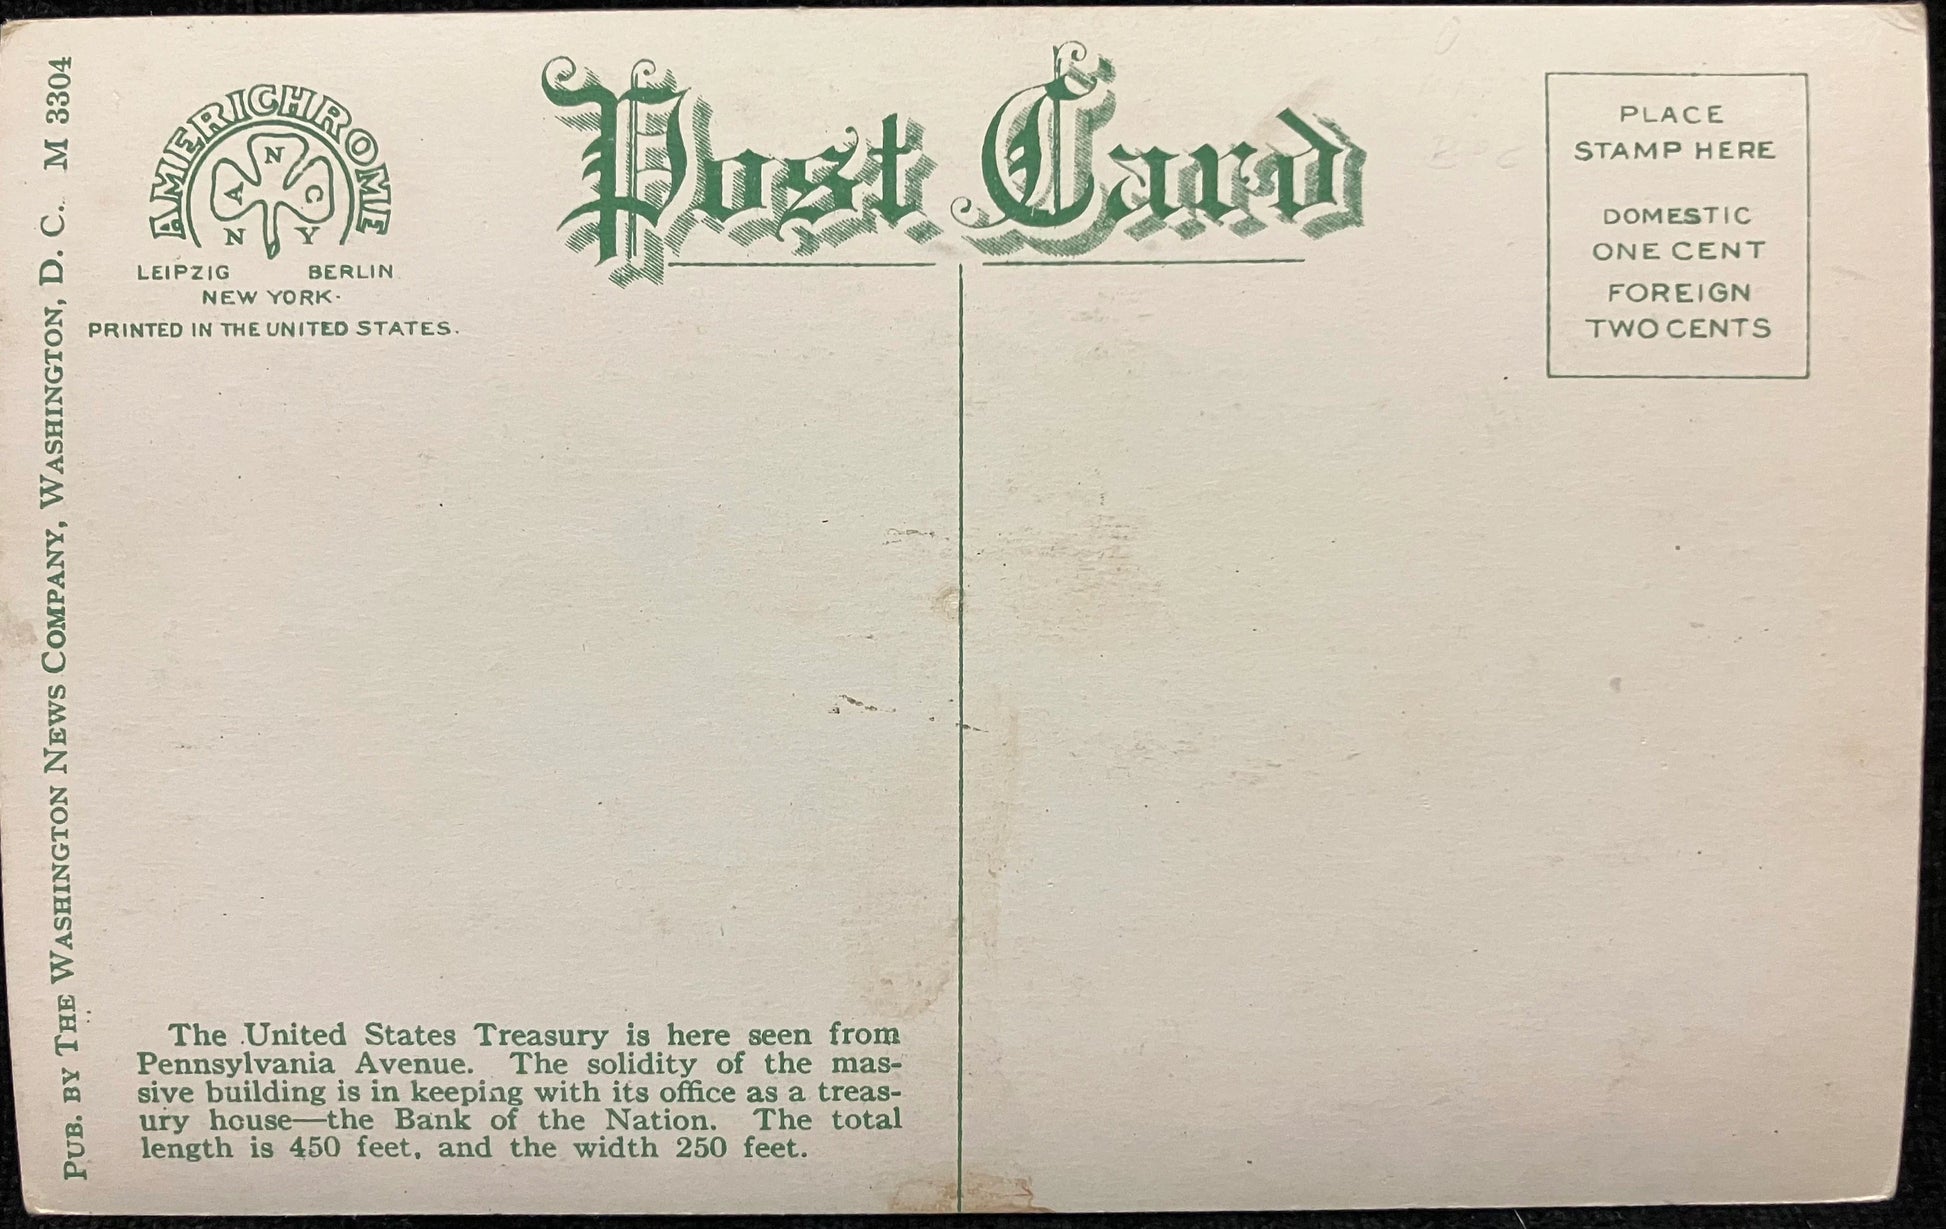 PUB. BY THE WASHINGTON NEWS COMPANY, WASHINGTON, D. C. M 3304
AMERICHROME
N
A C
N Y
LEIPZIG BERLIN
NEW YORK.
PRINTED IN THE UNITED STATES.
Post Card
PLACE
STAMP HERE
DOMESTIC
ONE CENT
FOREIGN
TWO CENTS
The United States Treasury is here seen from
Pennsylvania Avenue. The solidity of the mas-
sive building is in keeping with its office as a treas-
ury house—the Bank of the Nation. The total
length is 450 feet, and the width 250 feet.